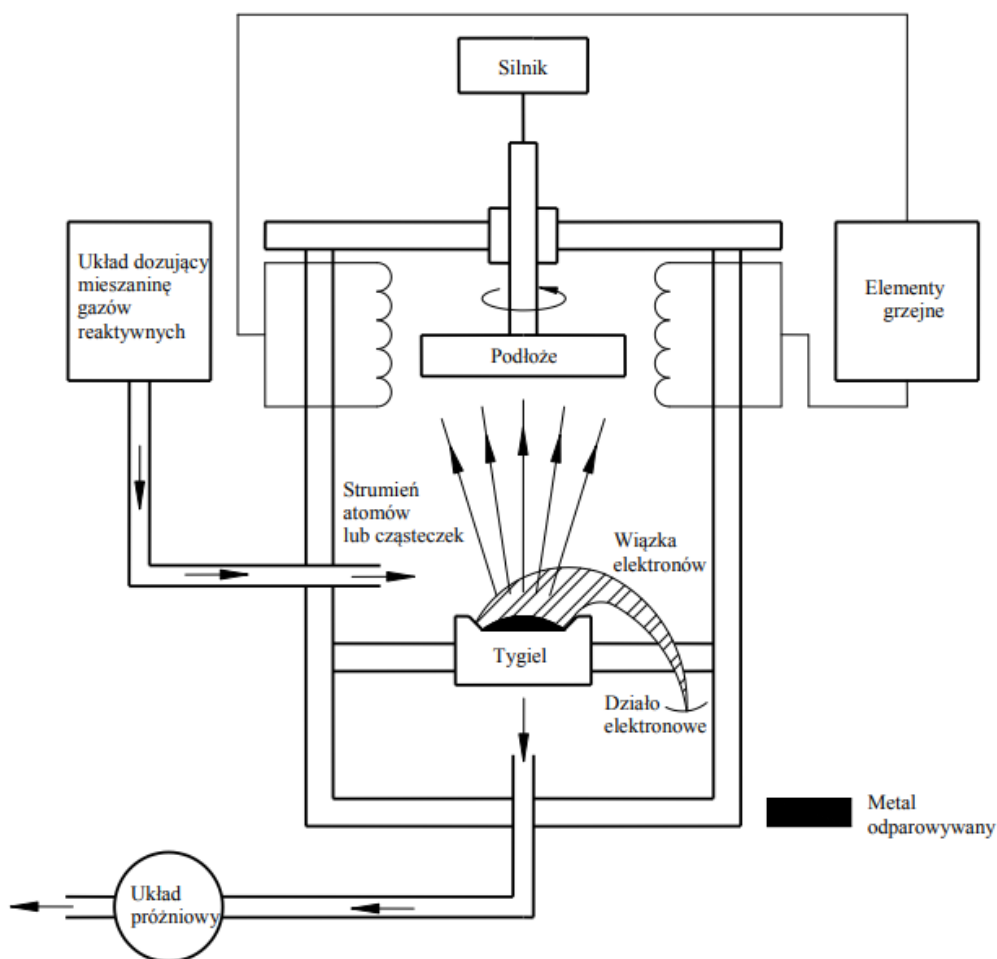 Silnik
Układ dozujący
mieszaninę
gazów
reaktywnych
Elementy
grzejne
Podłoże
Strumień
atomów
lub cząsteczek
Wiązka
elektronów
Tygiel
Działo
elektronowe
Metal
odparowywany
Układ
próżniowy